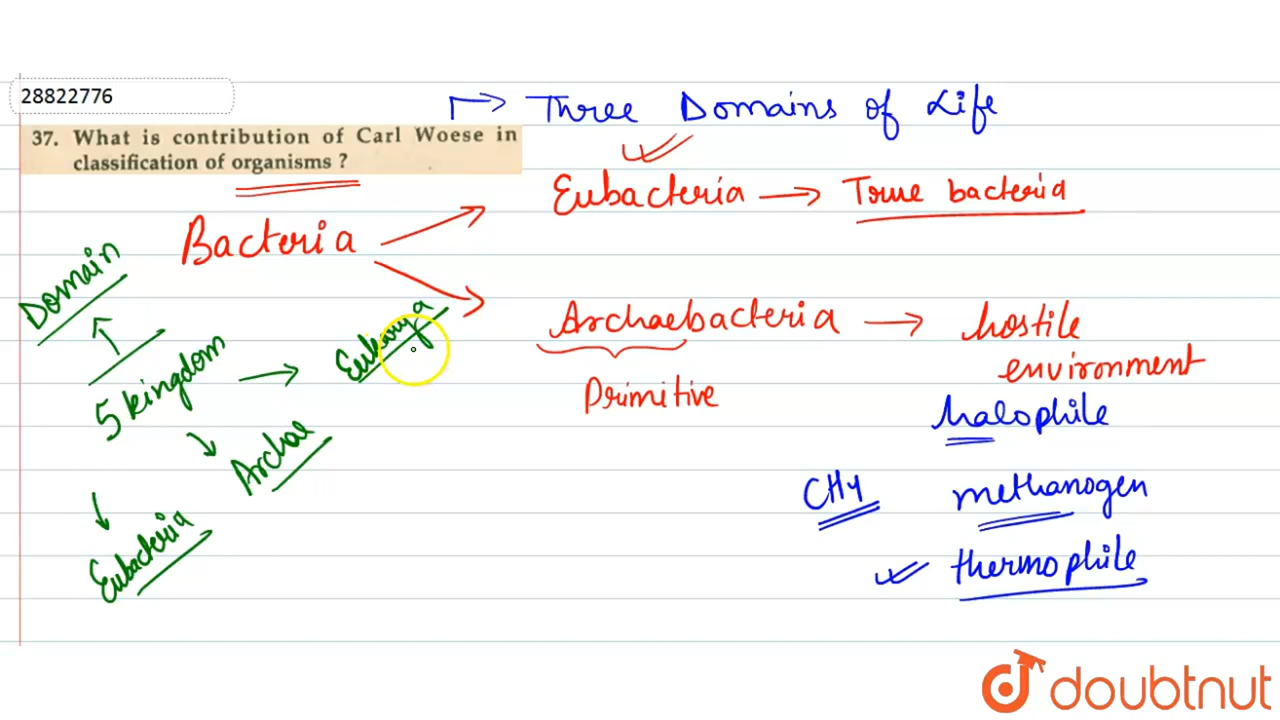 28822776
Three Domains of Life
37. What is contribution of Carl Woese in
classification of organisms ?
Eubacteria → True bacteria
Bacteria
Domain
Archaebacteria → hostile
environment
Primitive
Eukarya
5 kingdom
halophile
Archae
CH4 methanogen
Eubacteria
thermophile
doubtnut